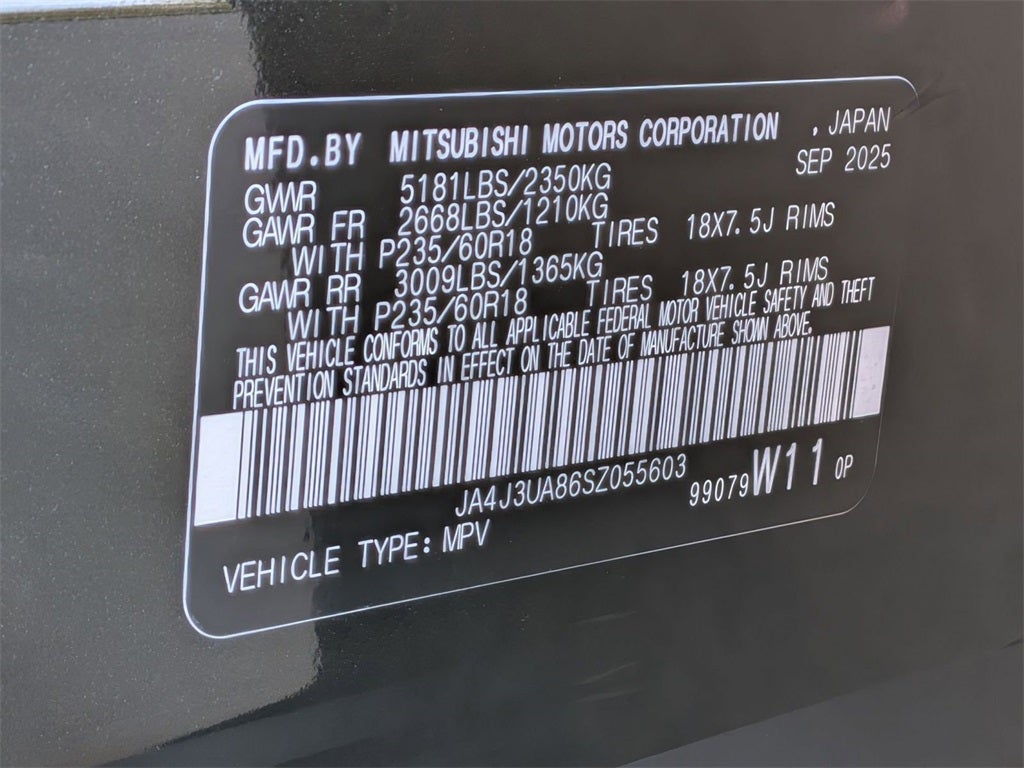 MFD.BY MITSUBISHI MOTORS CORPORATION . JAPAN
SEP 2025
GVWR 5181LBS/2350KG
GAWR FR 2668LBS/1210KG
WITH P235/60R18 TIRES 18X7.5J RIMS
GAWR RR 3009LBS/1365KG
WITH P235/60R18 TIRES 18X7.5J RIMS
THIS VEHICLE CONFORMS TO ALL APPLICABLE FEDERAL MOTOR VEHICLE SAFETY AND THEFT
PREVENTION STANDARDS IN EFFECT ON THE DATE OF MANUFACTURE SHOWN ABOVE.
JA4J3UA86SZ055603 99079 W11 0P
VEHICLE TYPE: MPV